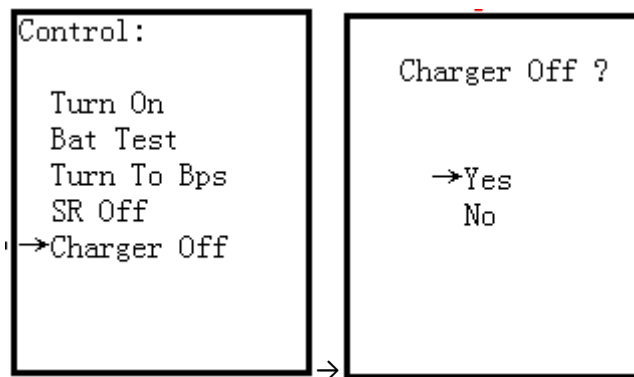 Control:
Turn On
Bat Test
Turn To Bps
SR Off
→Charger Off
→
Charger Off ?
→Yes
No